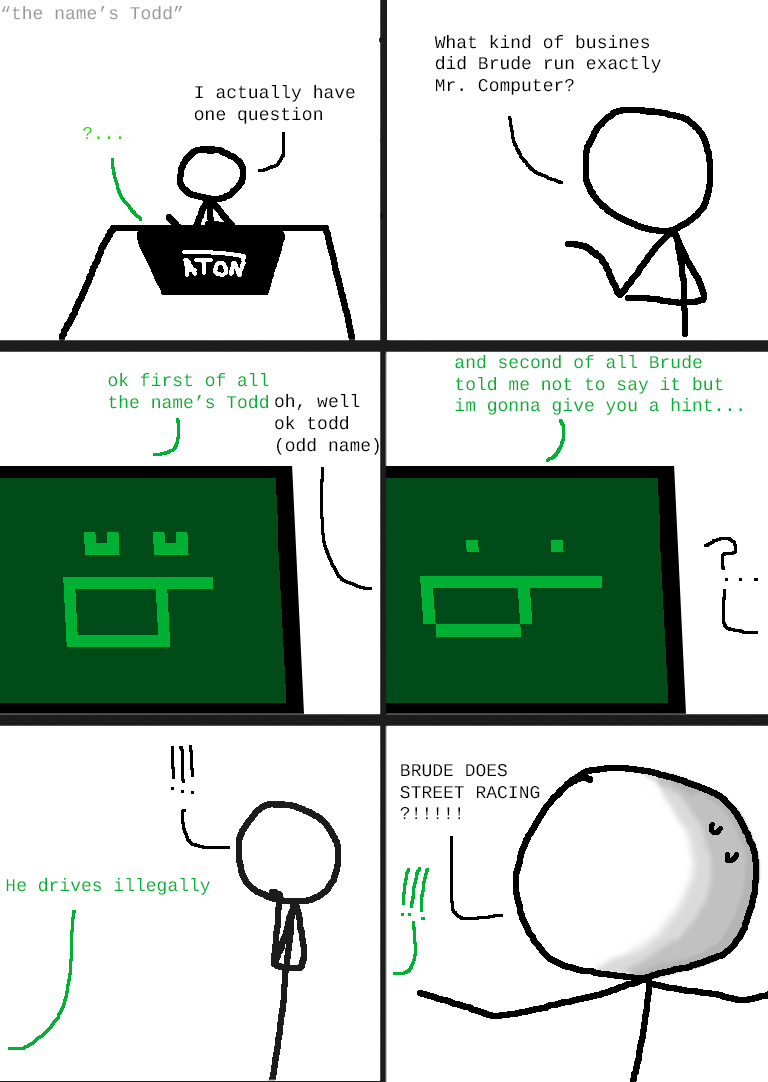 “the name’s Todd”
I actually have
one question
?...
ATON
What kind of busines
did Brude run exactly
Mr. Computer?
ok first of all
the name’s Todd
oh, well
ok todd
(odd name)
and second of all Brude
told me not to say it but
im gonna give you a hint...
?...
!!!
He drives illegally
BRUDE DOES
STREET RACING
?!!!!!
!!!